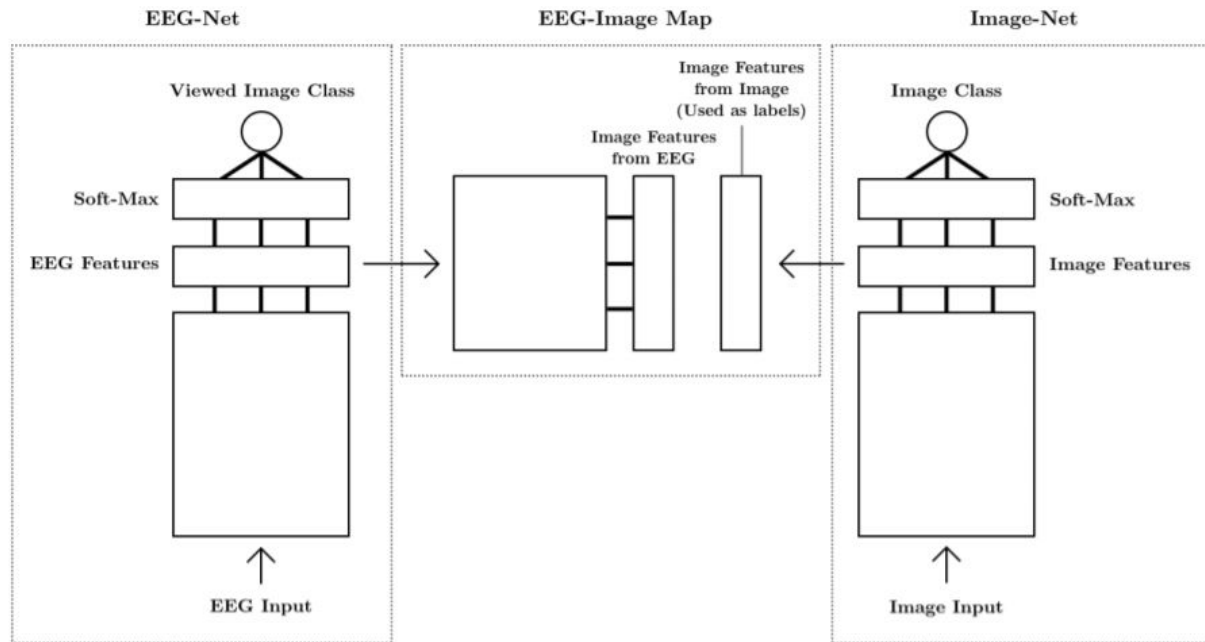 EEG-Net
EEG-Image Map
Image-Net
Viewed Image Class
Soft-Max
EEG Features
EEG Input
Image Features
from Image
(Used as labels)
Image Features
from EEG
Image Class
Soft-Max
Image Features
Image Input